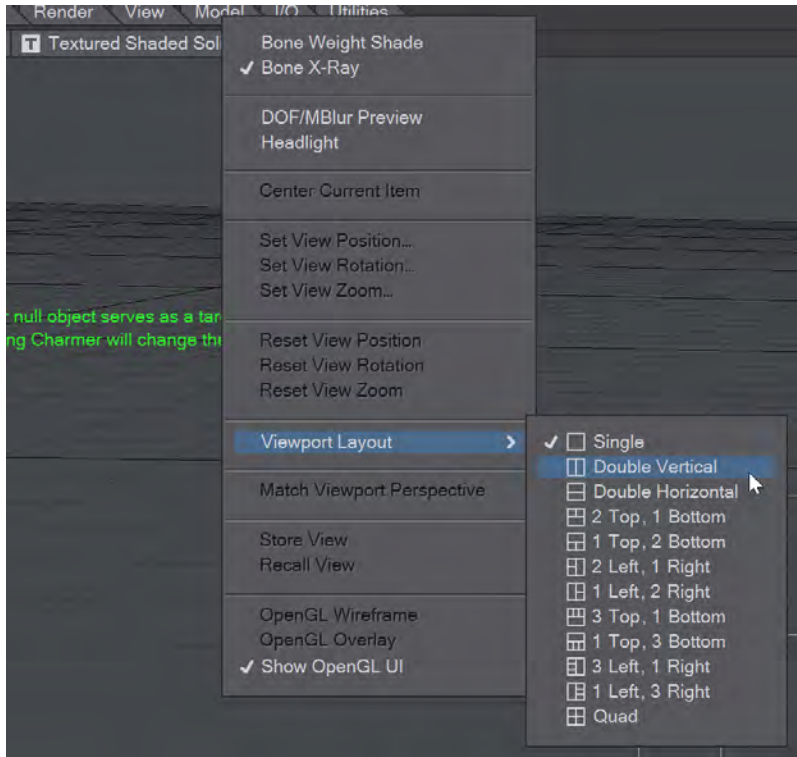 Render View Model I/O Utilities
T Textured Shaded Soli
Bone Weight Shade
Bone X-Ray
DOF/MBlur Preview
Headlight
Center Current Item
Set View Position...
Set View Rotation...
Set View Zoom...
null object serves as a tar
ng Charmer will change the
Reset View Position
Reset View Rotation
Reset View Zoom
Viewport Layout
Match Viewport Perspective
Store View
Recall View
OpenGL Wireframe
OpenGL Overlay
Show OpenGL UI
Single
Double Vertical
Double Horizontal
2 Top, 1 Bottom
1 Top, 2 Bottom
2 Left, 1 Right
1 Left, 2 Right
3 Top, 1 Bottom
1 Top, 3 Bottom
3 Left, 1 Right
1 Left, 3 Right
Quad